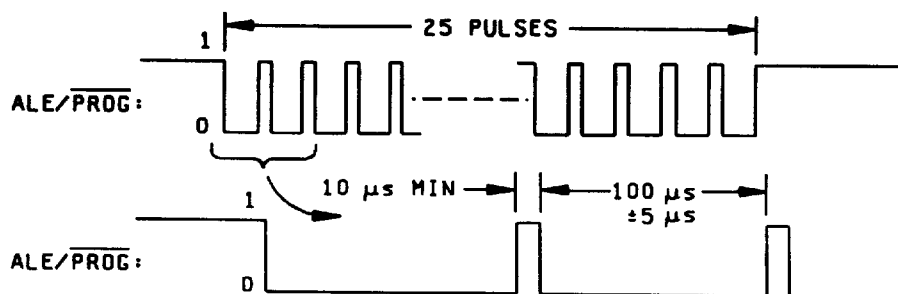 25 PULSES
1
ALE/PROG:
0
10 µs MIN
100 µs
±5 µs
1
ALE/PROG:
0